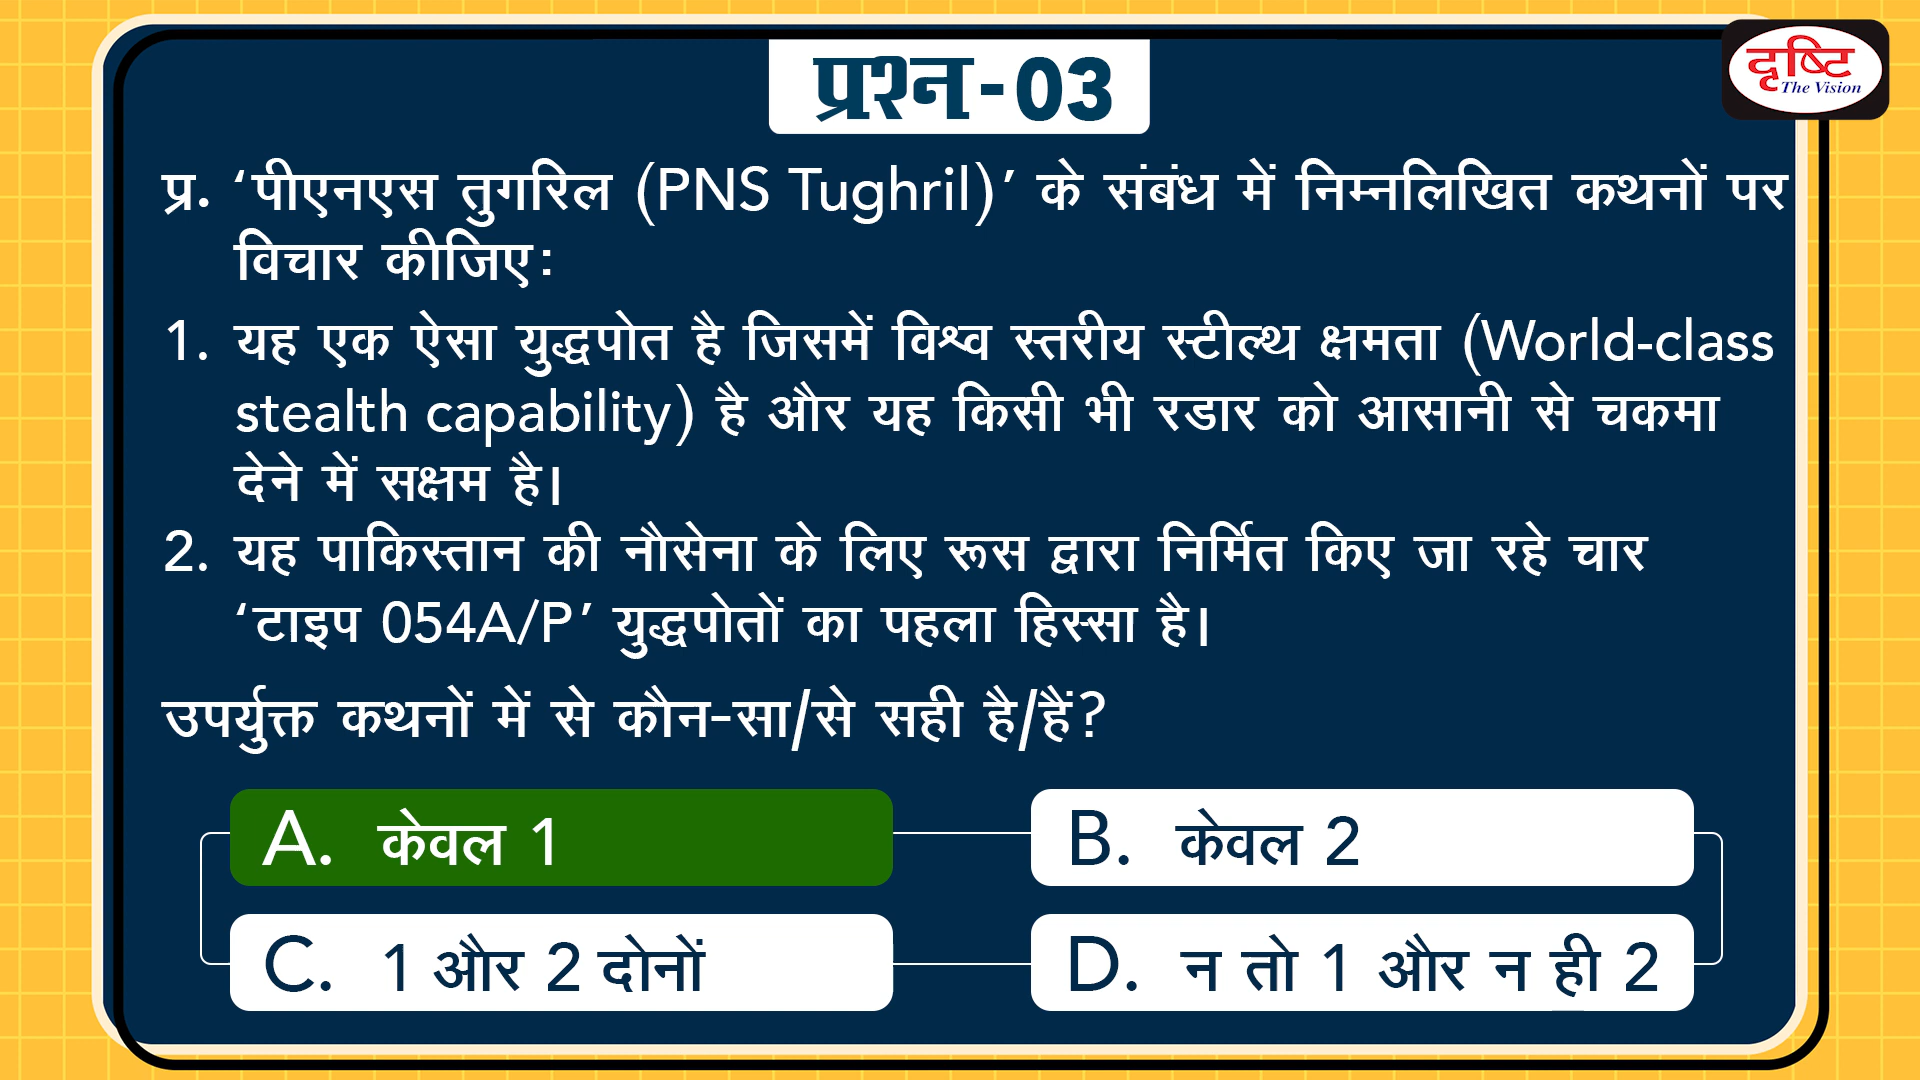 प्रश्न-03
दृष्टि
The Vision
प्र. ‘पीएनएस तुगरिल (PNS Tughril)’ के संबंध में निम्नलिखित कथनों पर
विचार कीजिए:
1. यह एक ऐसा युद्धपोत है जिसमें विश्व स्तरीय स्टील्थ क्षमता (World-class
stealth capability) है और यह किसी भी रडार को आसानी से चकमा
देने में सक्षम है।
2. यह पाकिस्तान की नौसेना के लिए रूस द्वारा निर्मित किए जा रहे चार
‘टाइप 054A/P’ युद्धपोतों का पहला हिस्सा है।
उपर्युक्त कथनों में से कौन-सा/से सही है/हैं?
A. केवल 1
B. केवल 2
C. 1 और 2 दोनों
D. न तो 1 और न ही 2